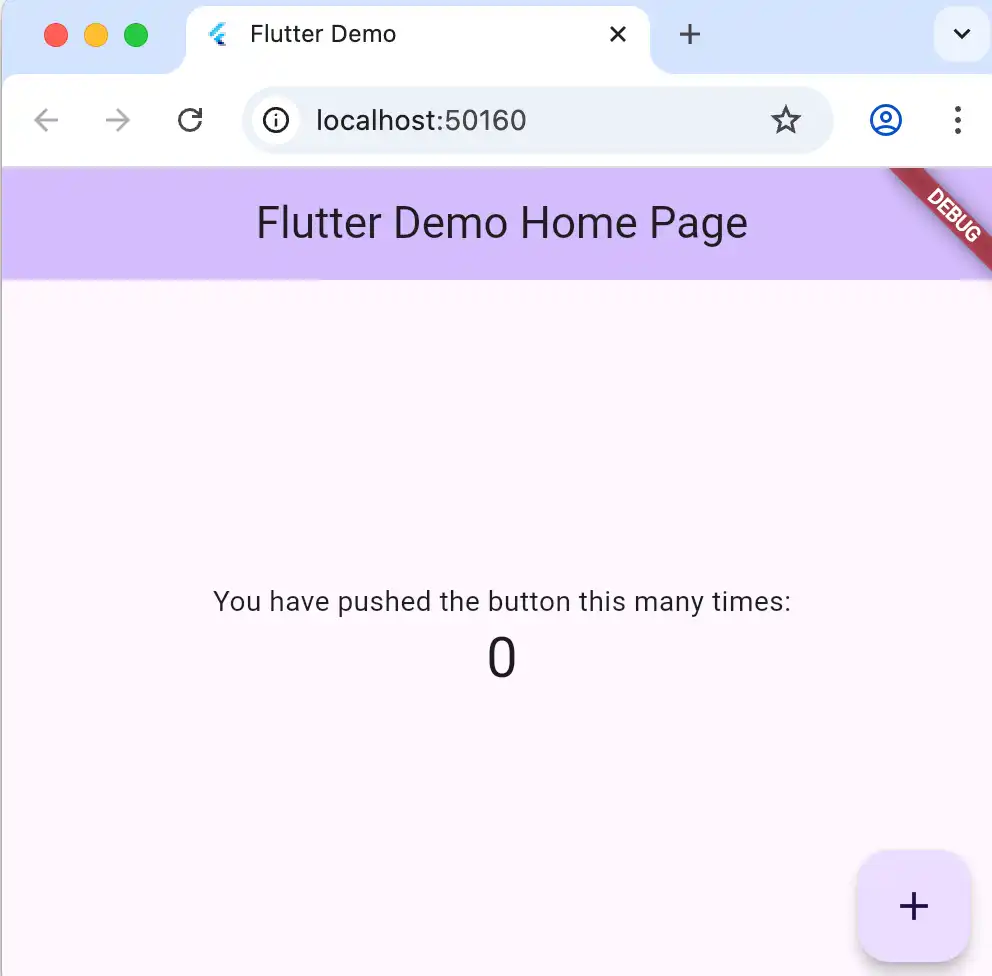 Flutter Demo
localhost:50160
Flutter Demo Home Page
DEBUG
You have pushed the button this many times:
0